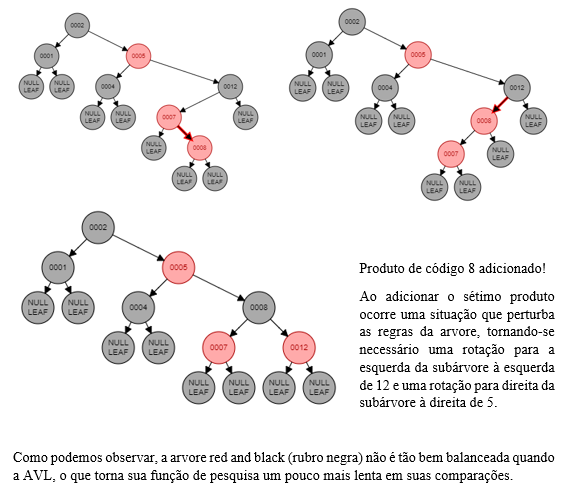 0002
0001
0005
NULL LEAF
NULL LEAF
0004
0012
NULL LEAF
NULL LEAF
0007
NULL LEAF
NULL LEAF
0008
NULL LEAF
NULL LEAF
0002
0001
0005
NULL LEAF
NULL LEAF
0004
0012
NULL LEAF
NULL LEAF
0008
NULL LEAF
0007
NULL LEAF
NULL LEAF
NULL LEAF
0002
0001
0005
NULL LEAF
NULL LEAF
0004
0008
NULL LEAF
NULL LEAF
0007
0012
NULL LEAF
NULL LEAF
NULL LEAF
NULL LEAF
Produto de código 8 adicionado!
Ao adicionar o sétimo produto
ocorre uma situação que perturba
as regras da arvore, tornando-se
necessário uma rotação para a
esquerda da subárvore à esquerda
de 12 e uma rotação para direita da
subárvore à direita de 5.
Como podemos observar, a arvore red and black (rubro negra) não é tão bem balanceada quando
a AVL, o que torna sua função de pesquisa um pouco mais lenta em suas comparações.